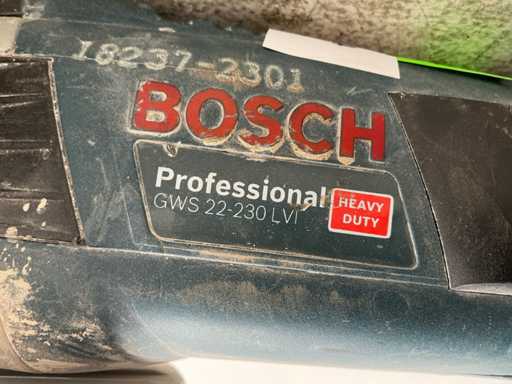 18237-2301
BOSCH
Professional
GWS 22-230 LVI
HEAVY
DUTY